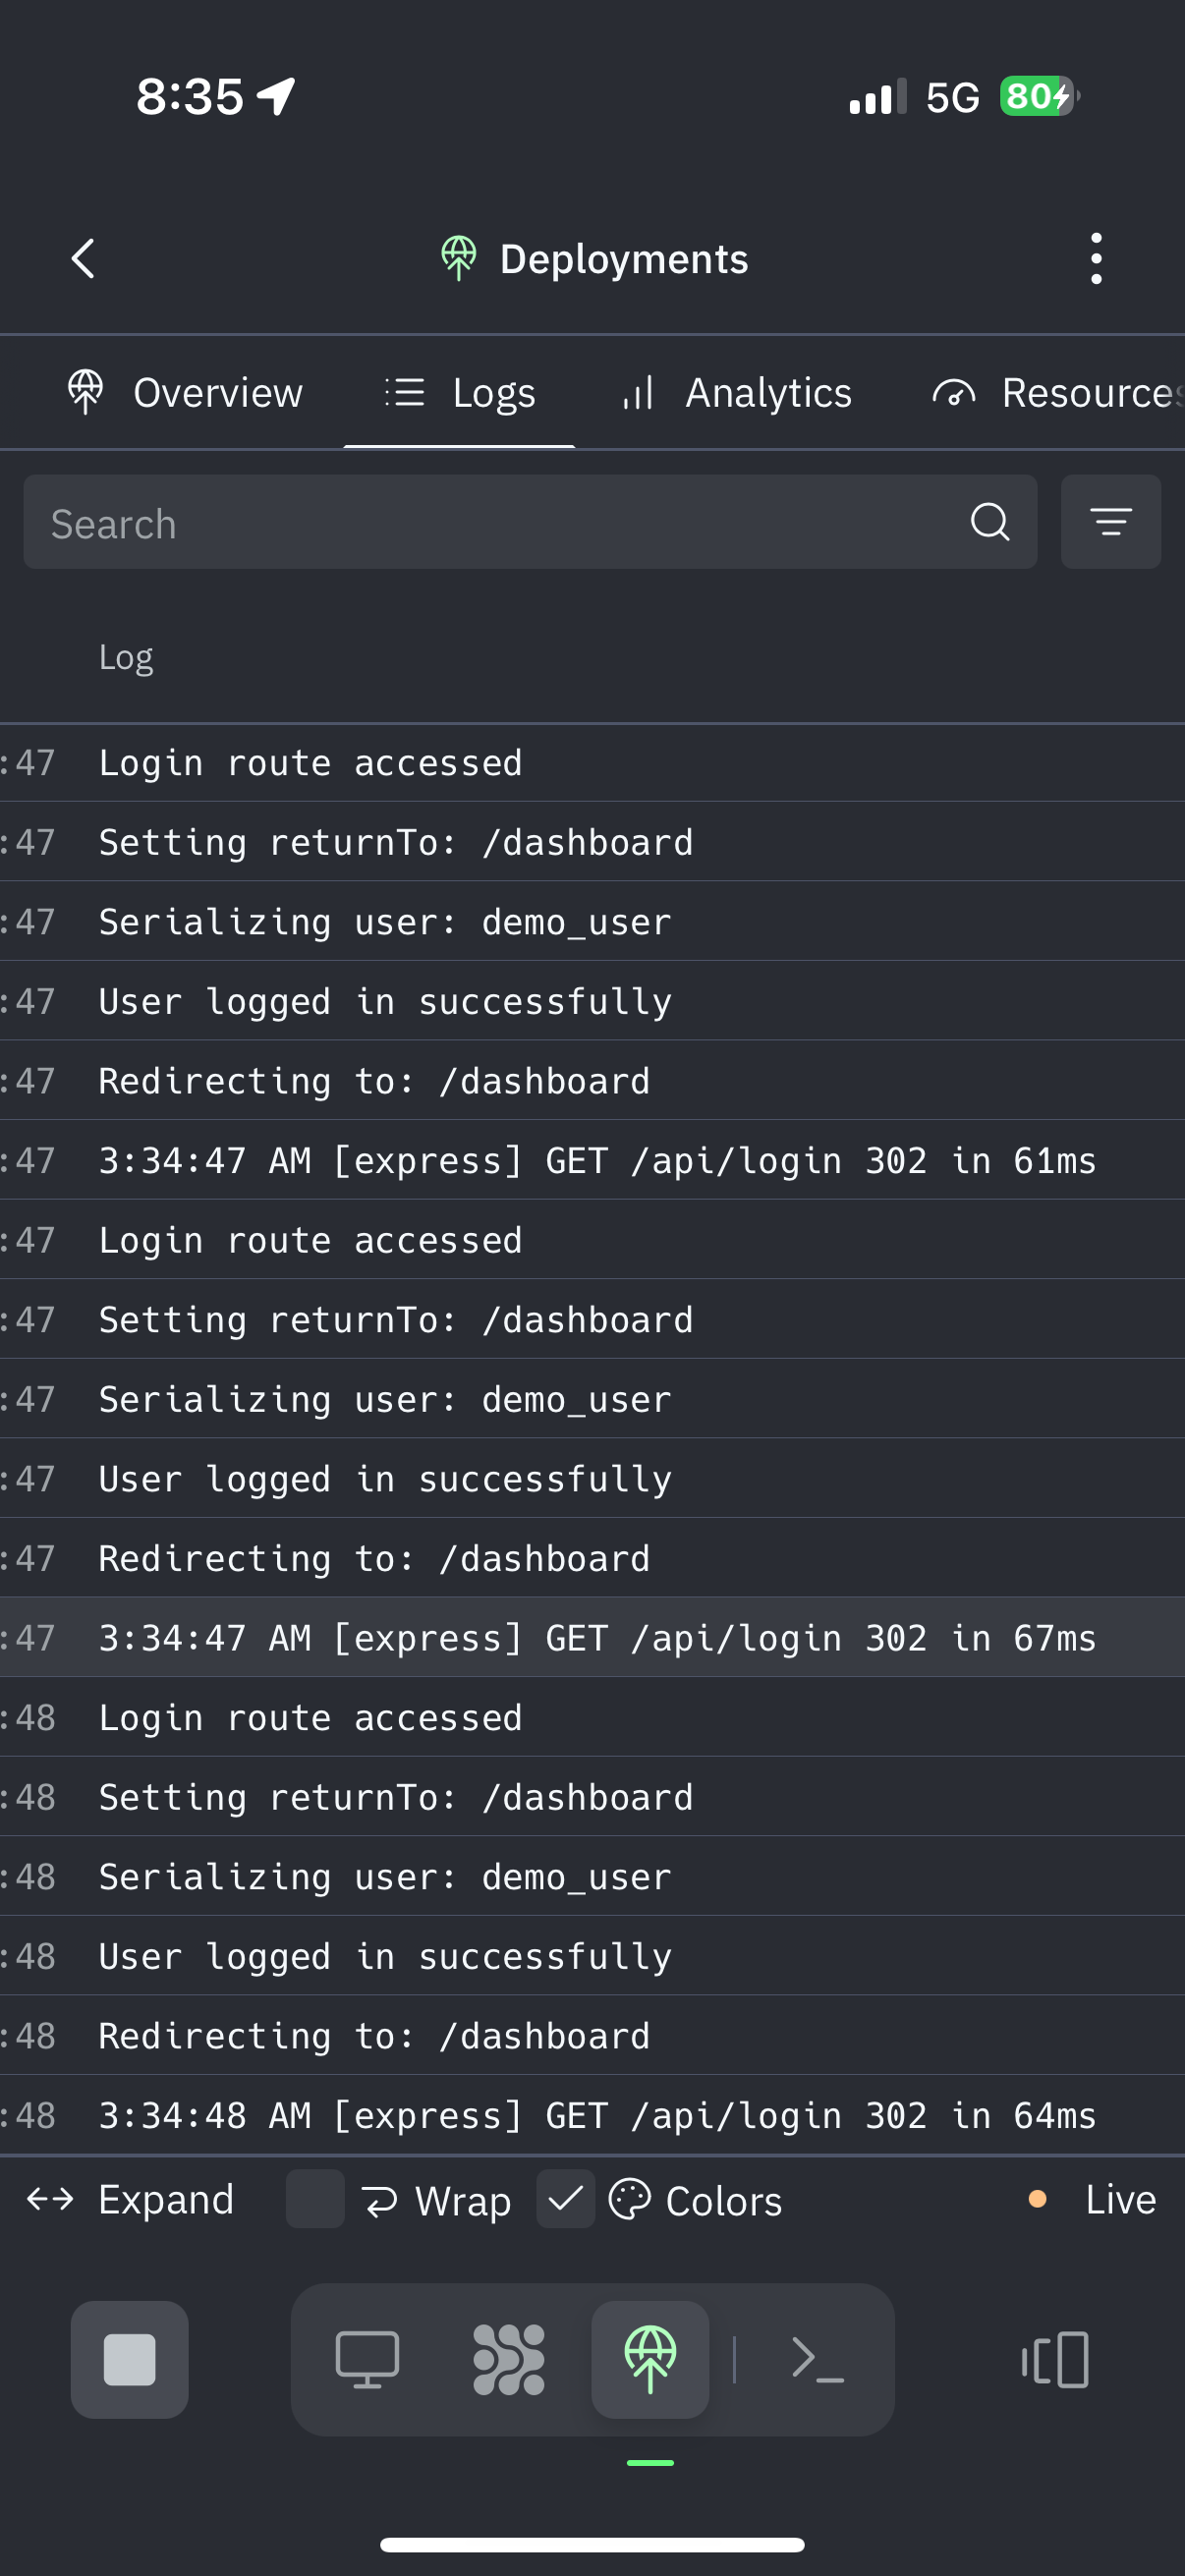 8:35 5G 80
Deployments
Overview Logs Analytics Resources
Search
Log
:47 Login route accessed
:47 Setting returnTo: /dashboard
:47 Serializing user: demo_user
:47 User logged in successfully
:47 Redirecting to: /dashboard
:47 3:34:47 AM [express] GET /api/login 302 in 61ms
:47 Login route accessed
:47 Setting returnTo: /dashboard
:47 Serializing user: demo_user
:47 User logged in successfully
:47 Redirecting to: /dashboard
:47 3:34:47 AM [express] GET /api/login 302 in 67ms
:48 Login route accessed
:48 Setting returnTo: /dashboard
:48 Serializing user: demo_user
:48 User logged in successfully
:48 Redirecting to: /dashboard
:48 3:34:48 AM [express] GET /api/login 302 in 64ms
Expand Wrap Colors Live